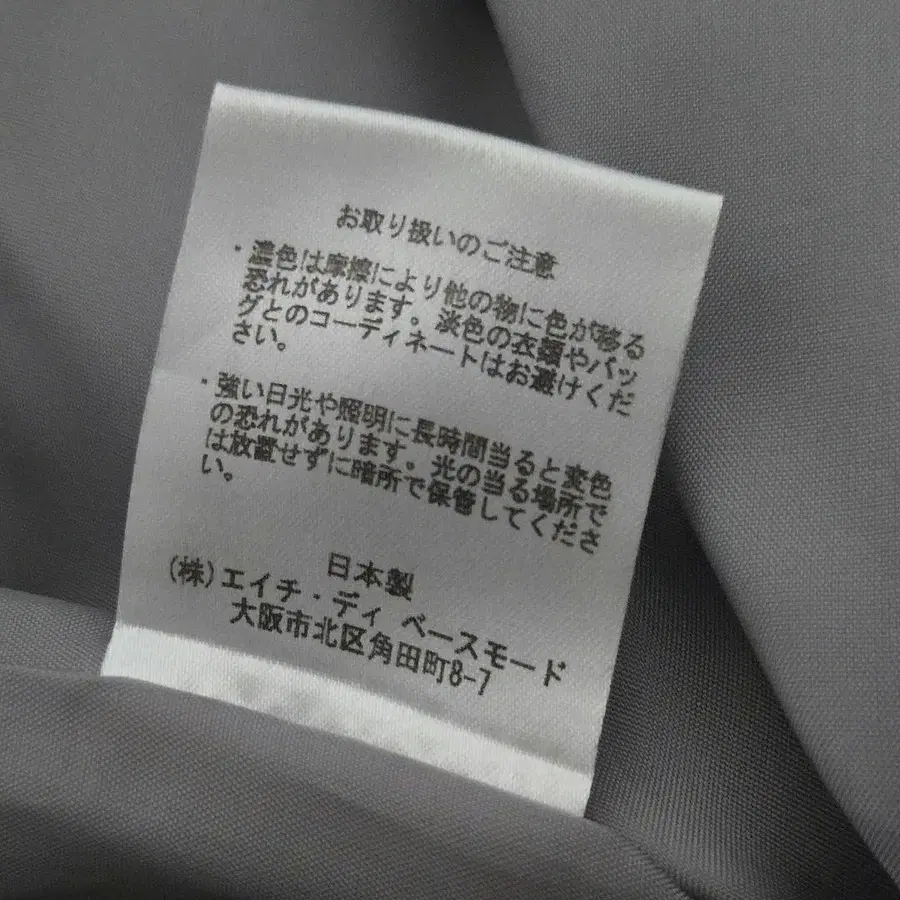 お取り扱いのご注意
・濃色は摩擦により他の物に色が移る
恐れがあります。淡色の衣類やバッ
グとのコーディネートはお避けくだ
さい。
・強い日光や照明に長時間当ると変色
の恐れがあります。光の当る場所で
は放置せずに暗所で保管してくださ
い。
日本製
(株)エイチ・ディ ベースモード
大阪市北区角田町8-7